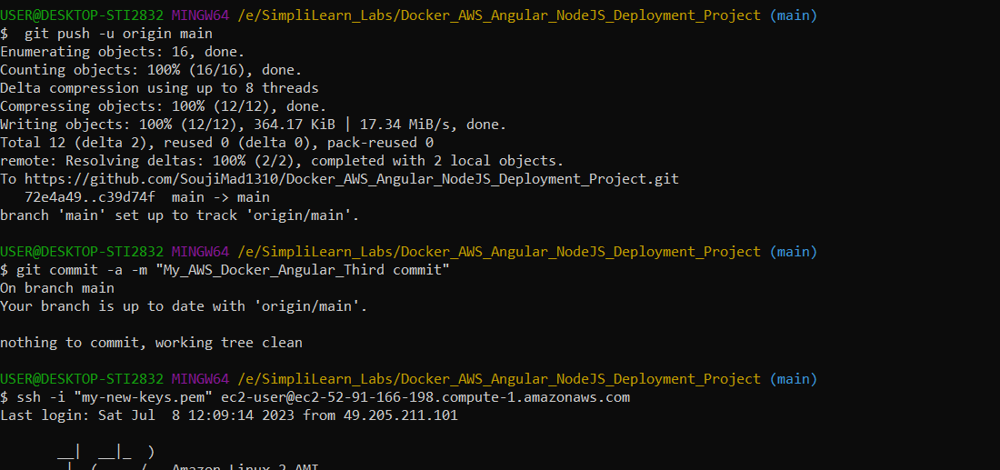 USER@DESKTOP-STI2832 MINGW64 /e/SimpliLearn_Labs/Docker_AWS_Angular_NodeJS_Deployment_Project (main)
$  git push -u origin main
Enumerating objects: 16, done.
Counting objects: 100% (16/16), done.
Delta compression using up to 8 threads
Compressing objects: 100% (12/12), done.
Writing objects: 100% (12/12), 364.17 KiB | 17.34 MiB/s, done.
Total 12 (delta 2), reused 0 (delta 0), pack-reused 0
remote: Resolving deltas: 100% (2/2), completed with 2 local objects.
To https://github.com/SoujiMad1310/Docker_AWS_Angular_NodeJS_Deployment_Project.git
   72e4a49..c39d74f  main -> main
branch 'main' set up to track 'origin/main'.
USER@DESKTOP-STI2832 MINGW64 /e/SimpliLearn_Labs/Docker_AWS_Angular_NodeJS_Deployment_Project (main)
$ git commit -a -m "My_AWS_Docker_Angular_Third commit"
On branch main
Your branch is up to date with 'origin/main'.
nothing to commit, working tree clean
USER@DESKTOP-STI2832 MINGW64 /e/SimpliLearn_Labs/Docker_AWS_Angular_NodeJS_Deployment_Project (main)
$ ssh -i "my-new-keys.pem" ec2-user@ec2-52-91-166-198.compute-1.amazonaws.com
Last login: Sat Jul  8 12:09:14 2023 from 49.205.211.101
       __|  __|_  )
       _|  (     /   Amazon Linux 2 AMI